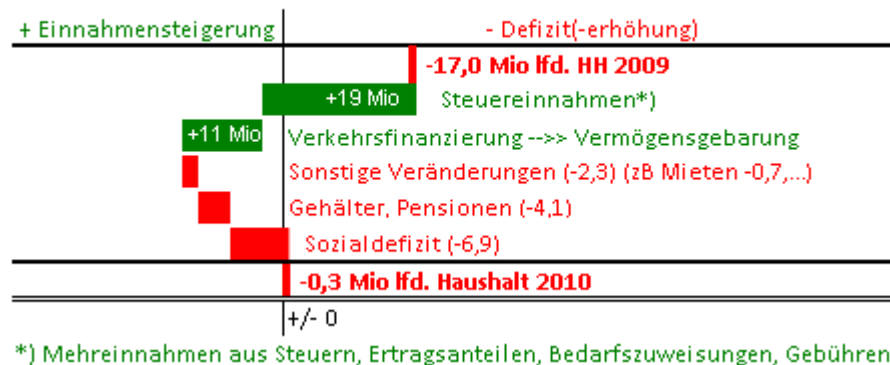 + Einnahmensteigerung - Defizit(-erhöhung)
-17,0 Mio lfd. HH 2009
+19 Mio Steuereinnahmen*)
+11 Mio Verkehrsfinanzierung -->> Vermögensgebarung
Sonstige Veränderungen (-2,3) (zB Mieten -0,7,...)
Gehälter, Pensionen (-4,1)
Sozialdefizit (-6,9)
-0,3 Mio lfd. Haushalt 2010
+/- 0
*) Mehreinnahmen aus Steuern, Ertragsanteilen, Bedarfszuweisungen, Gebühren